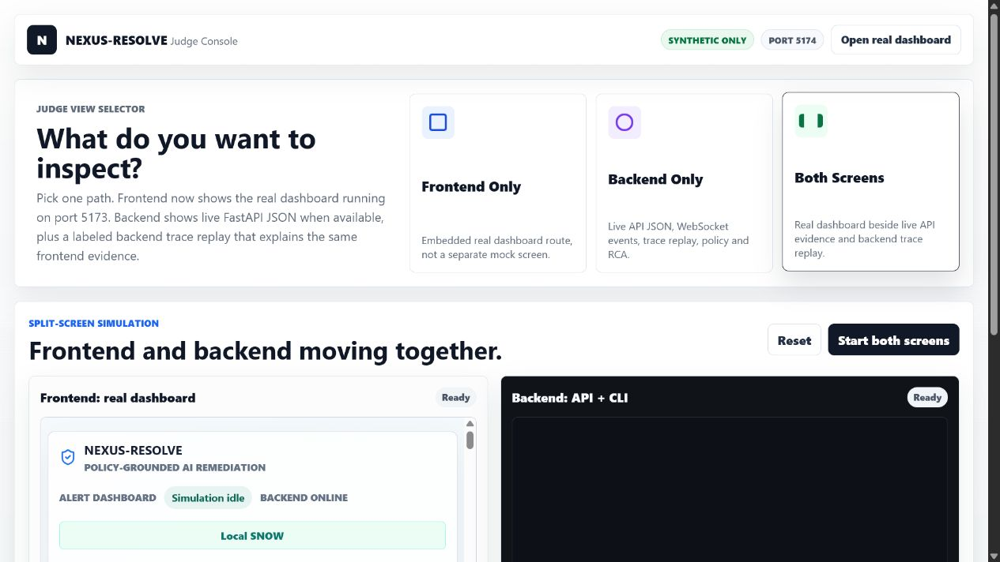 N
NEXUS-RESOLVE Judge Console
SYNTHETIC ONLY
PORT 5174
Open real dashboard
JUDGE VIEW SELECTOR
What do you want to
inspect?
Pick one path. Frontend now shows the real dashboard running
on port 5173. Backend shows live FastAPI JSON when available,
plus a labeled backend trace replay that explains the same
frontend evidence.
Frontend Only
Embedded real dashboard route,
not a separate mock screen.
Backend Only
Live API JSON, WebSocket
events, trace replay, policy and
RCA.
Both Screens
Real dashboard beside live API
evidence and backend trace
replay.
SPLIT-SCREEN SIMULATION
Frontend and backend moving together.
Reset
Start both screens
Frontend: real dashboard
Ready
NEXUS-RESOLVE
POLICY-GROUNDED AI REMEDIATION
ALERT DASHBOARD
Simulation idle
BACKEND ONLINE
Local SNOW
Backend: API + CLI
Ready